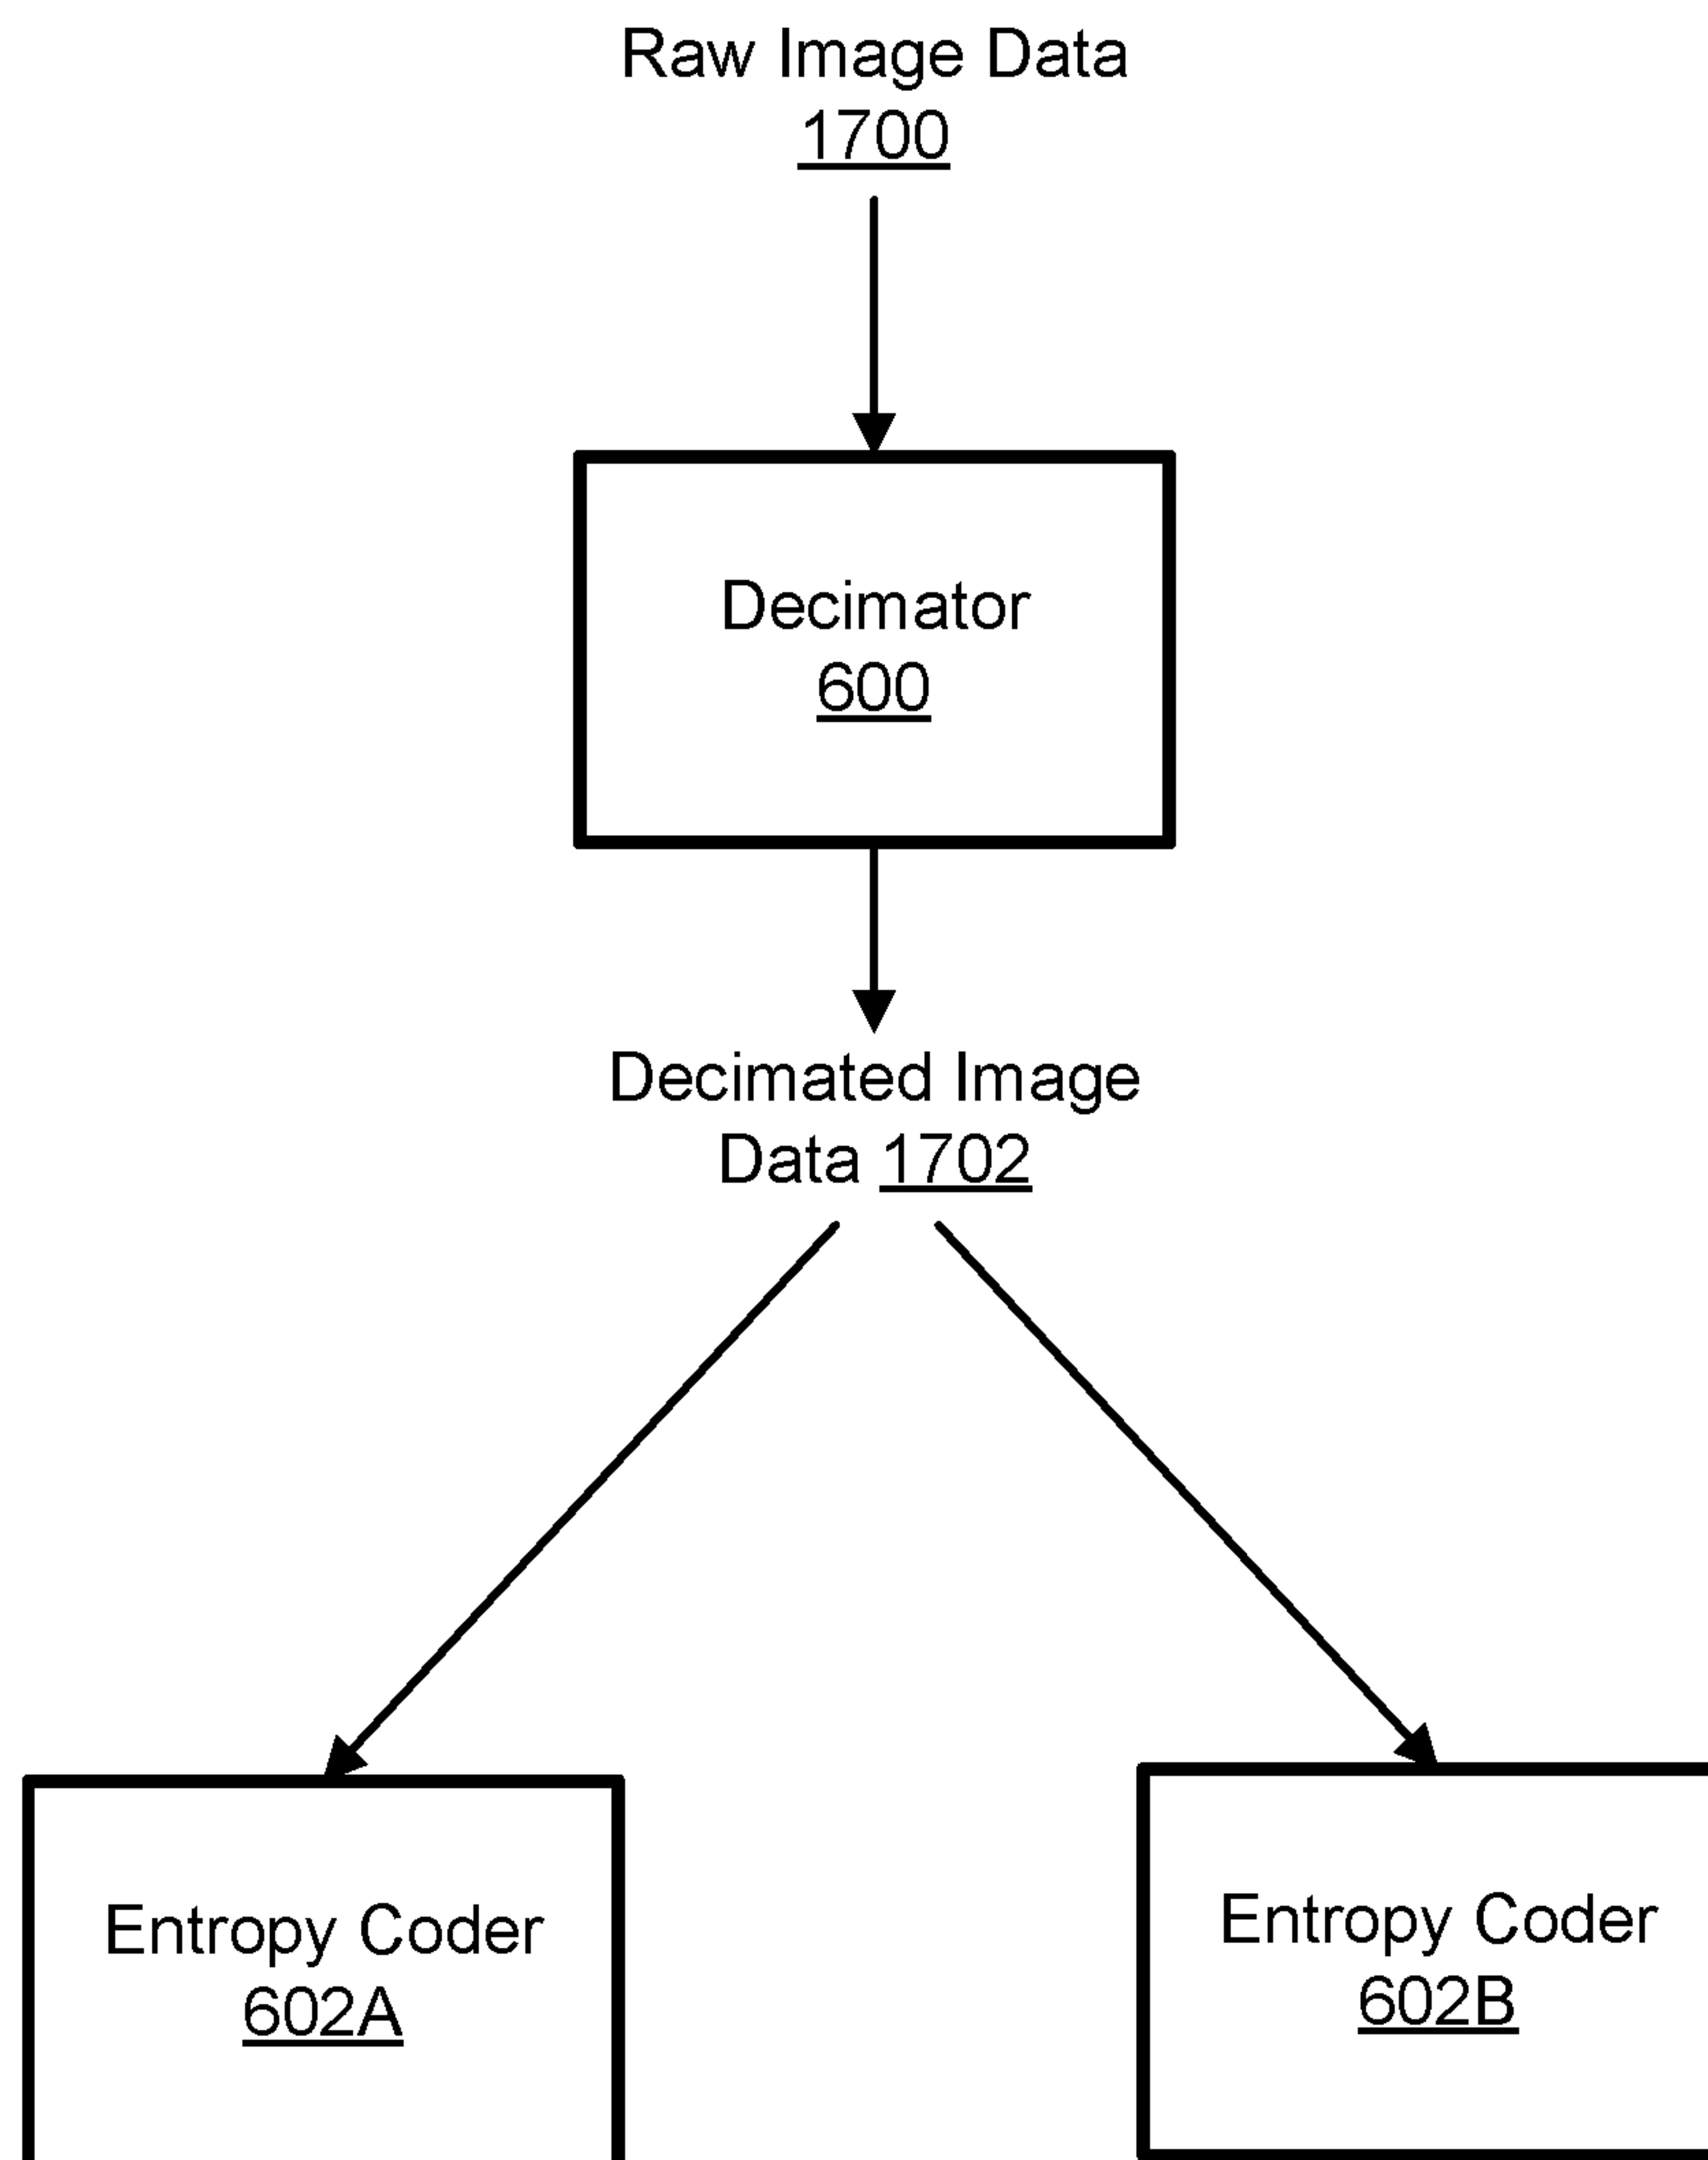 Raw Image Data
1700
Decimator
600
Decimated Image
Data 1702
Entropy Coder
602A
Entropy Coder
602B